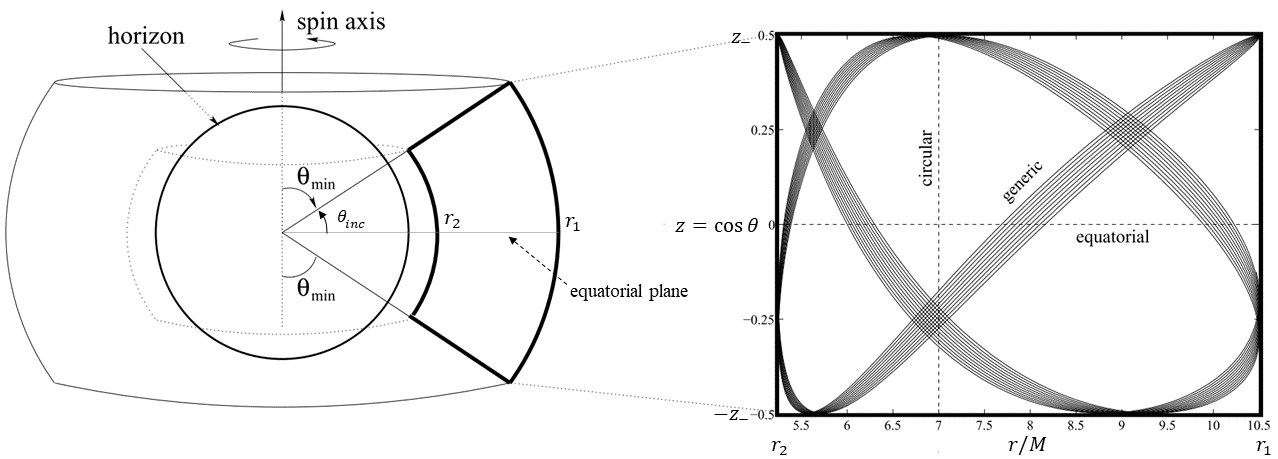 spin axis
horizon
θmin
θinc
r2
r1
θmin
equatorial plane
z_
0.5
0.25
z = cos θ
0
−0.25
−z_
−0.5
circular
generic
equatorial
5.5 6 6.5 7 7.5 8 8.5 9 9.5 10 10.5
r2 r/M r1